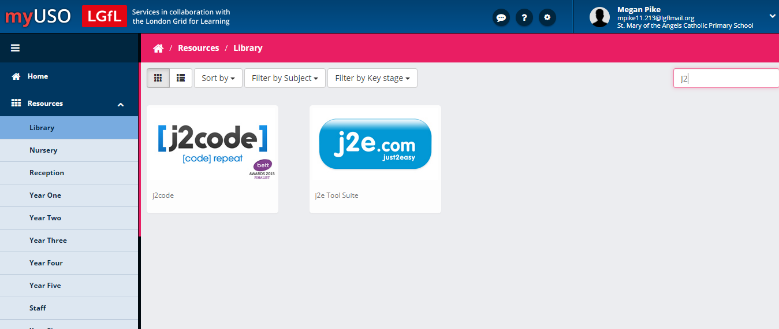 myUSO
LGfL
Services in collaboration with
the London Grid for Learning
?
Megan Pike
mpike11.213@lgflmail.org
St. Mary of the Angels Catholic Primary School
/ Resources / Library
Home
Resources
Library
Nursery
Reception
Year One
Year Two
Year Three
Year Four
Year Five
Staff
Sort by
Filter by Subject
Filter by Key stage
j2
[j2code]
[code] repeat
bett
AWARDS 2015
FINALIST
j2code
j2e.com
just2easy
j2e Tool Suite